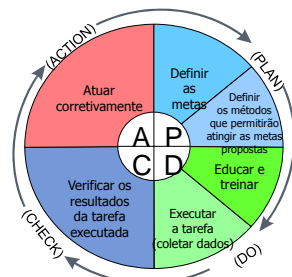 (ACTION)
(PLAN)
Definir
as
metas
Definir
os métodos
que permitirão
atingir as metas
propostas
Atuar
corretivamente
A P
C D
Educar e
treinar
Verificar os
resultados
da tarefa
executada
Executar
a tarefa
(coletar dados)
(CHECK)
(DO)